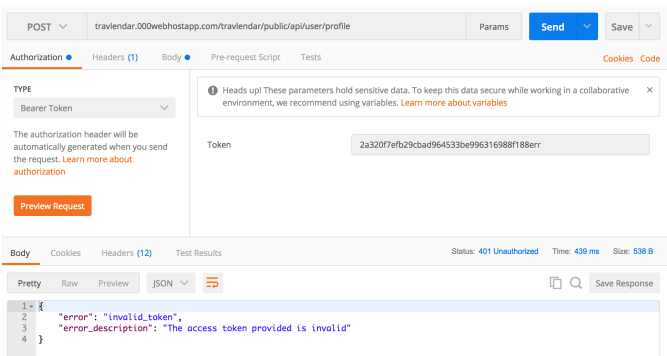 POST travlendar.000webhostapp.com/travlendar/public/api/user/profile Params Send Save
Authorization Headers (1) Body Pre-request Script Tests Cookies Code
TYPE
Bearer Token
The authorization header will be
automatically generated when you send
the request. Learn more about
authorization
Preview Request
Heads up! These parameters hold sensitive data. To keep this data secure while working in a collaborative
environment, we recommend using variables. Learn more about variables
Token 2a320f7efb29cbad964533be996316988f188err
Body Cookies Headers (12) Test Results Status: 401 Unauthorized Time: 439 ms Size: 538 B
Pretty Raw Preview JSON Save Response
1 {
2 "error": "invalid_token",
3 "error_description": "The access token provided is invalid"
4 }